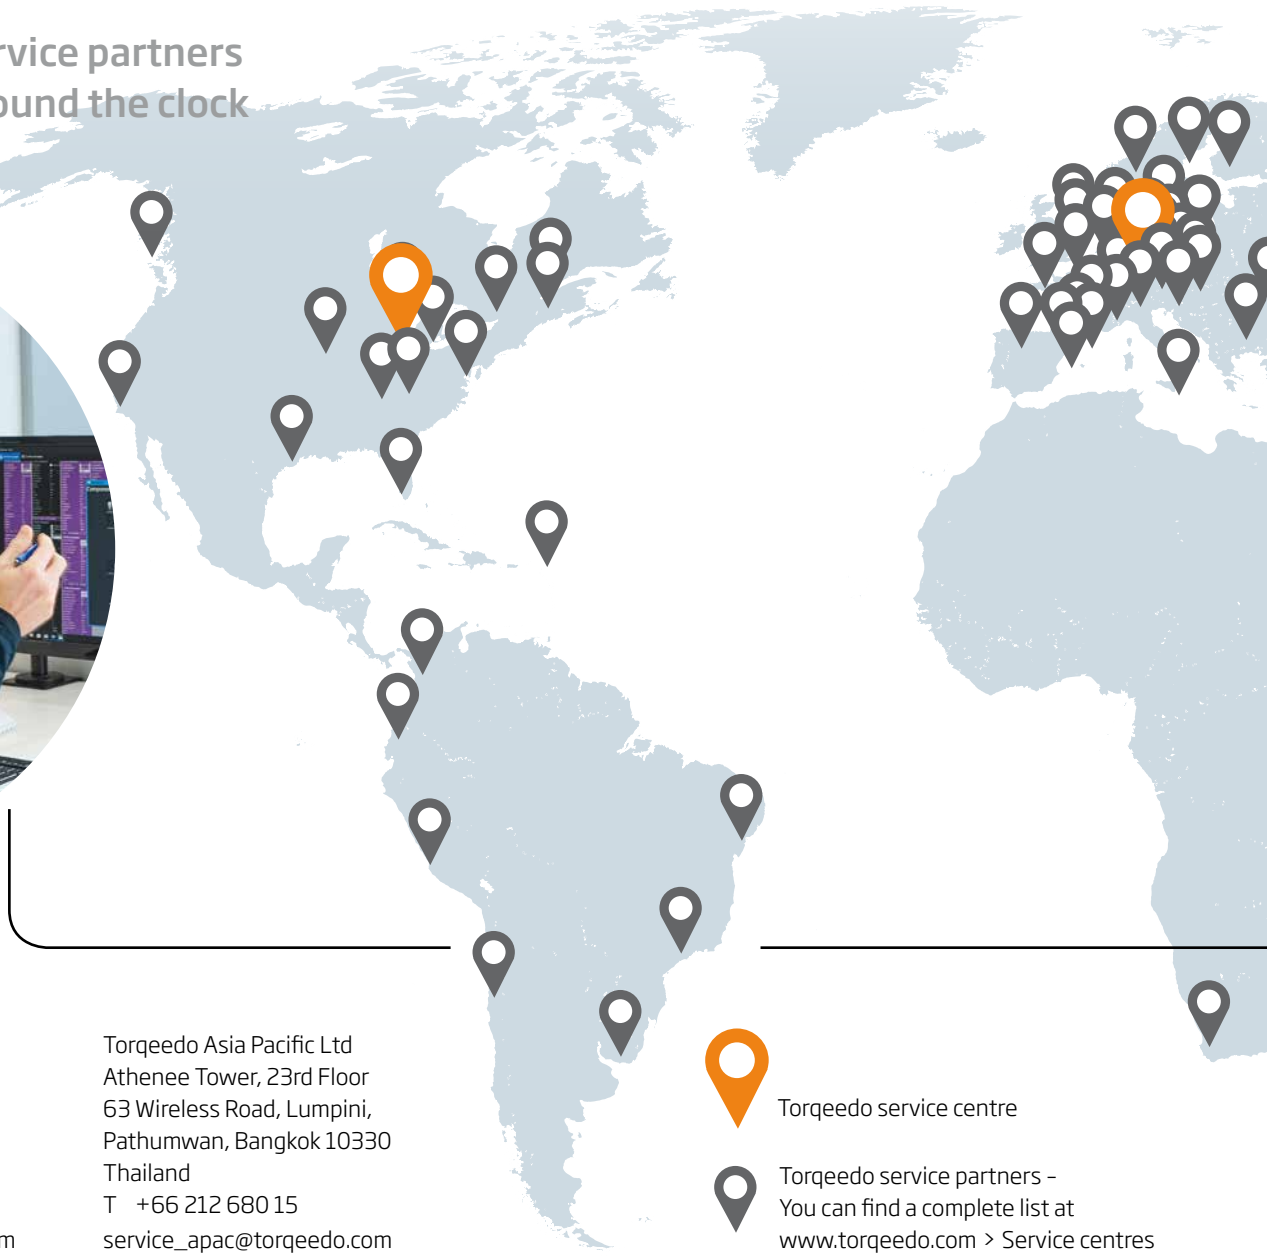 rvice partners
ound the clock
Torqeedo Asia Pacific Ltd
Athenee Tower, 23rd Floor
63 Wireless Road, Lumpini,
Pathumwan, Bangkok 10330
Thailand
T +66 212 680 15
service_apac@torqeedo.com
m
Torqeedo service centre
Torqeedo service partners –
You can find a complete list at
www.torqeedo.com > Service centres